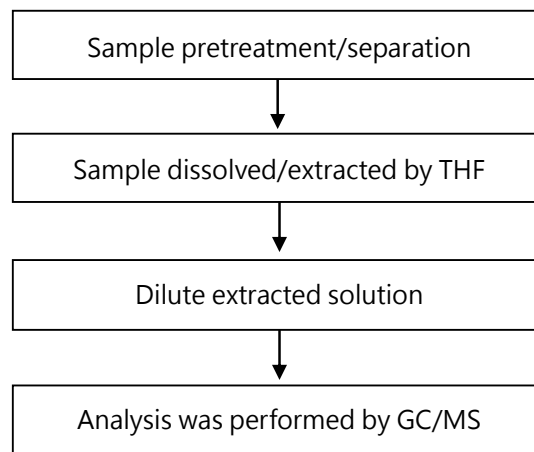 Sample pretreatment/separation
Sample dissolved/extracted by THF
Dilute extracted solution
Analysis was performed by GC/MS